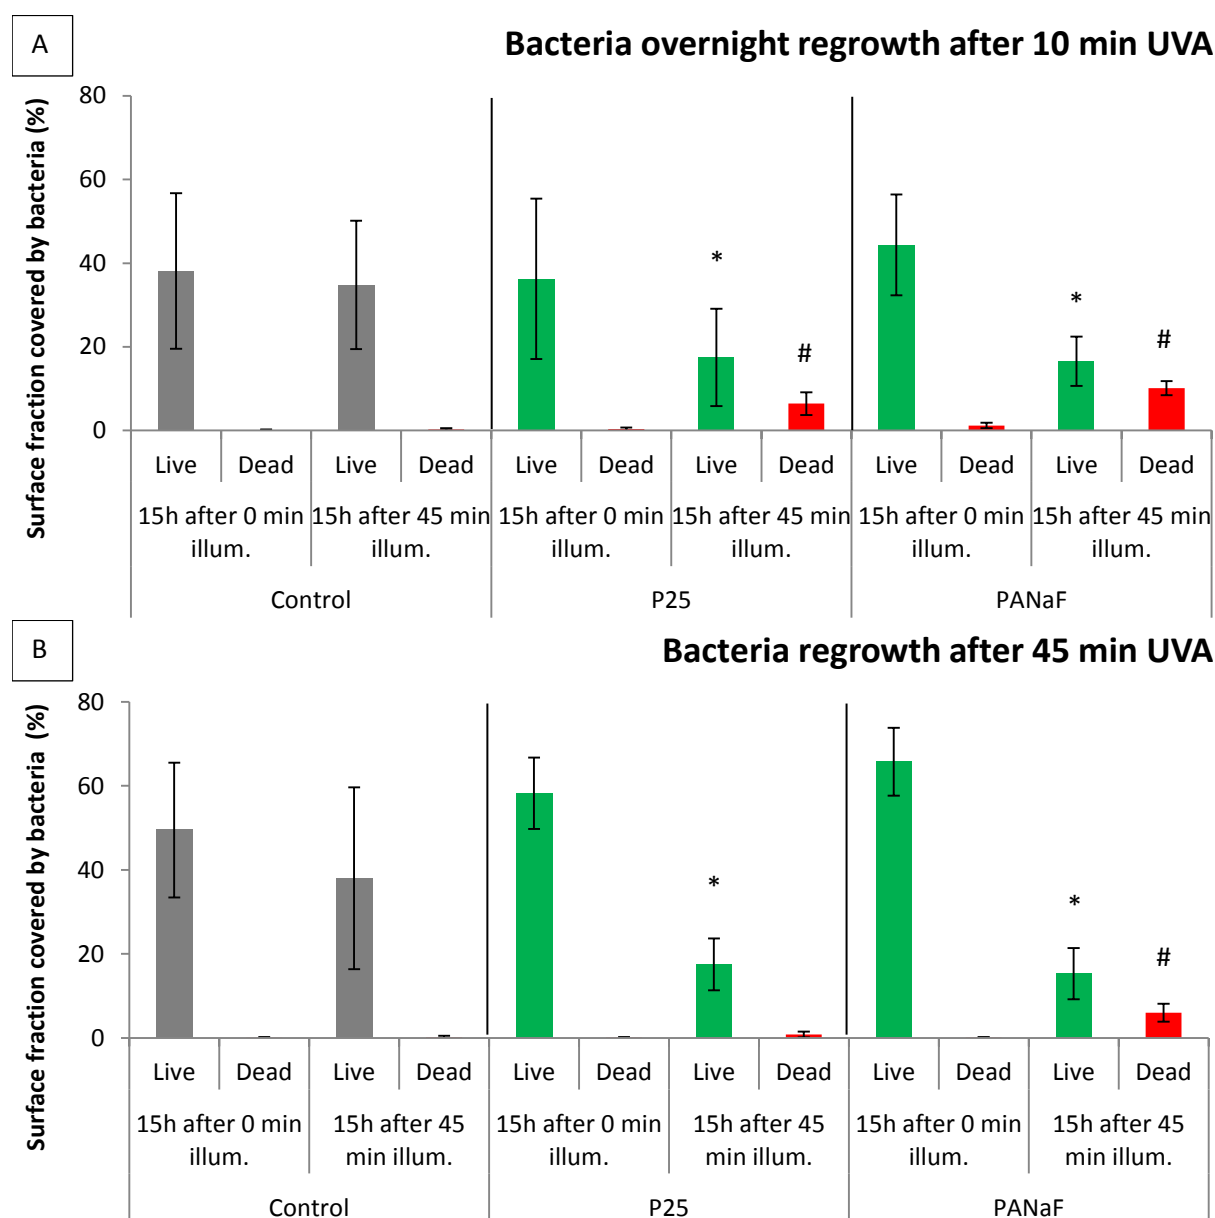 A
Bacteria overnight regrowth after 10 min UVA
Surface fraction covered by bacteria (%)
80
60
40
20
0
*
#
*
#
Live Dead Live Dead Live Dead Live Dead Live Dead Live Dead
15h after 0 min 15h after 45 min 15h after 0 min 15h after 45 min 15h after 0 min 15h after 45 min
illum. illum. illum. illum. illum. illum.
Control P25 PANaF
B
Bacteria regrowth after 45 min UVA
Surface fraction covered by bacteria (%)
80
60
40
20
0
*
*
#
Live Dead Live Dead Live Dead Live Dead Live Dead Live Dead
15h after 0 min 15h after 45 15h after 0 min 15h after 45 15h after 0 min 15h after 45
illum. min illum. illum. min illum. illum. min illum.
Control P25 PANaF